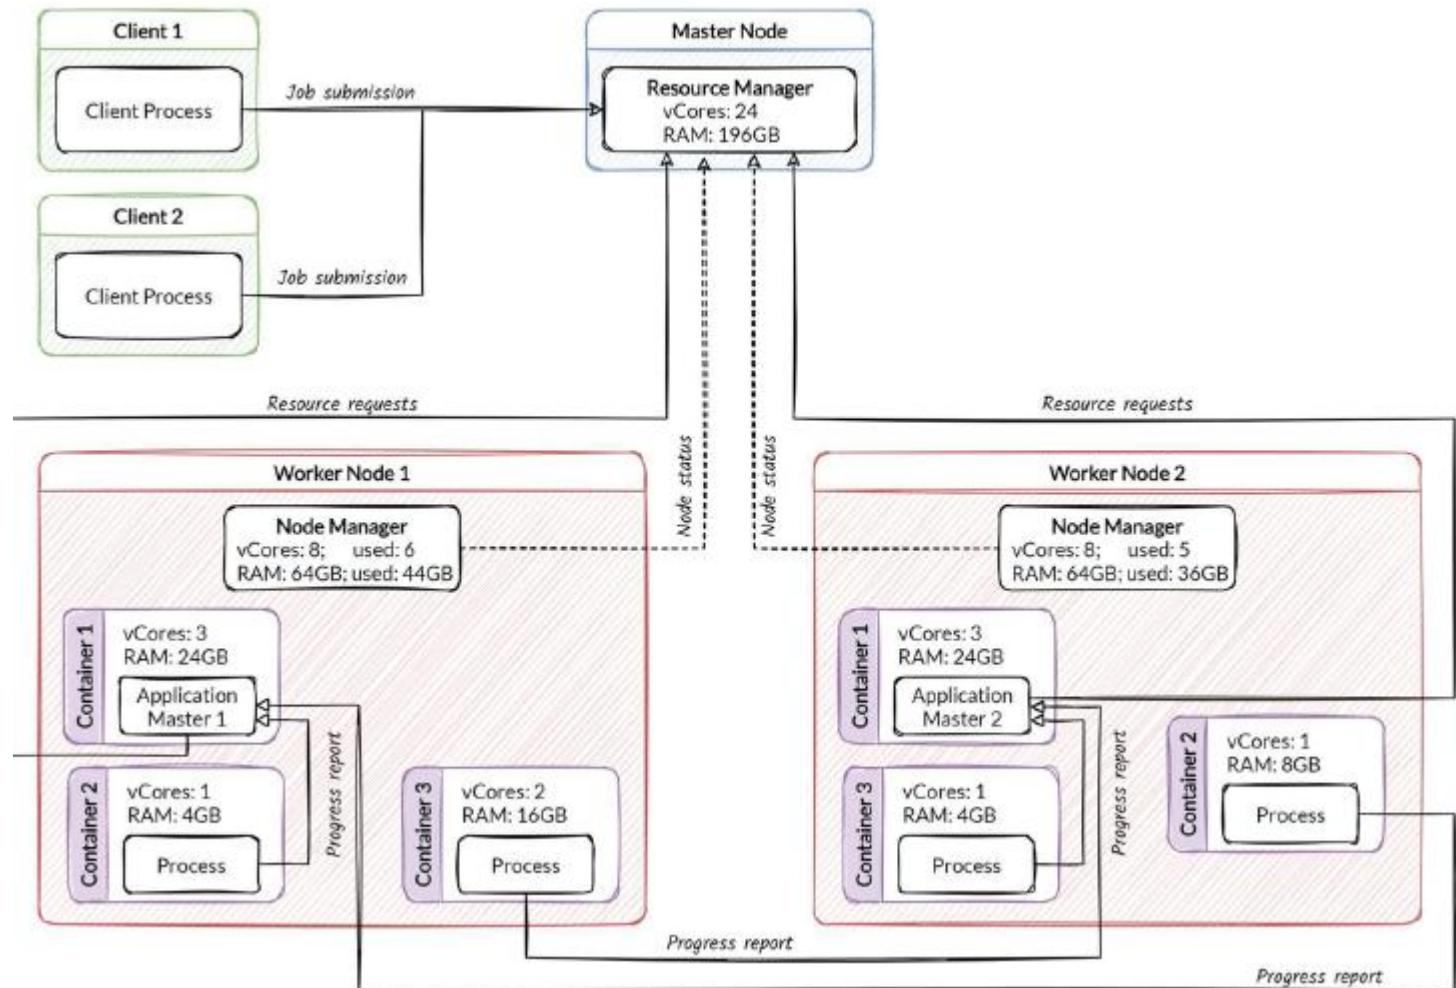 Client 1
Client Process
Job submission
Master Node
Resource Manager
vCores: 24
RAM: 196GB
Client 2
Client Process
Job submission
Resource requests
Resource requests
Node status
Node status
Worker Node 1
Node Manager
vCores: 8; used: 6
RAM: 64GB; used: 44GB
Container 1
vCores: 3
RAM: 24GB
Application
Master 1
Container 2
vCores: 1
RAM: 4GB
Process
Progress report
Container 3
vCores: 2
RAM: 16GB
Process
Worker Node 2
Node Manager
vCores: 8; used: 5
RAM: 64GB; used: 36GB
Container 1
vCores: 3
RAM: 24GB
Application
Master 2
Container 3
vCores: 1
RAM: 4GB
Process
Progress report
Container 2
vCores: 1
RAM: 8GB
Process
Progress report
Progress report